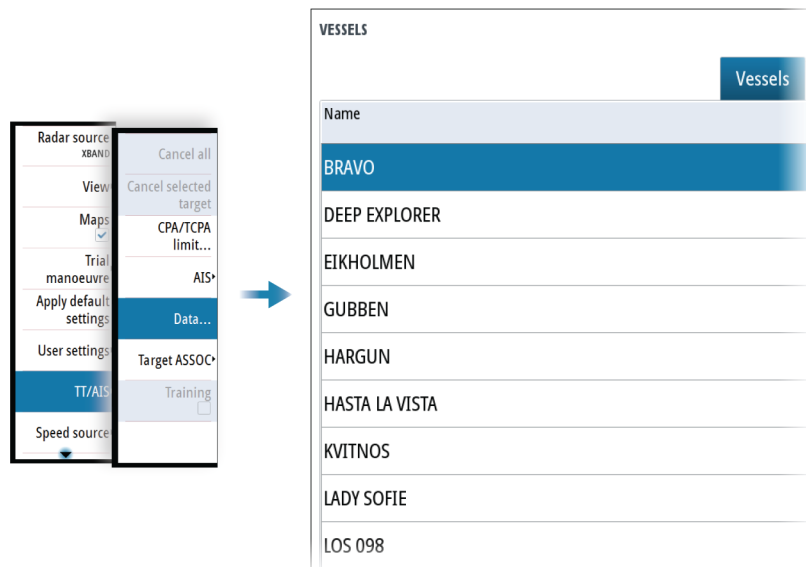 Radar source
XBAND
View
Maps
Trial
manoeuvre
Apply default
settings
User settings
TT/AIS
Speed source
Cancel all
Cancel selected
target
CPA/TCPA
limit...
AIS
Data...
Target ASSOC
Training
VESSELS
Vessels
Name
BRAVO
DEEP EXPLORER
EIKHOLMEN
GUBBEN
HARGUN
HASTA LA VISTA
KVITNOS
LADY SOFIE
LOS 098